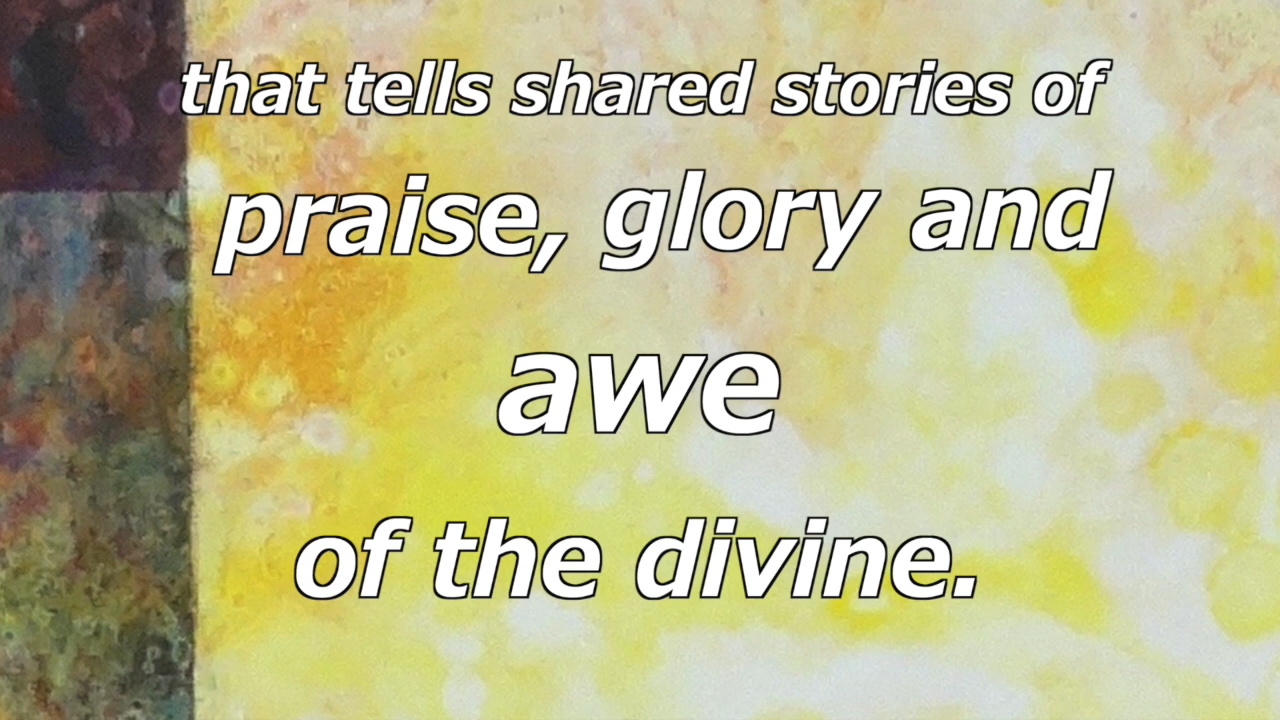 that tells shared stories of
praise, glory and
awe
of the divine.